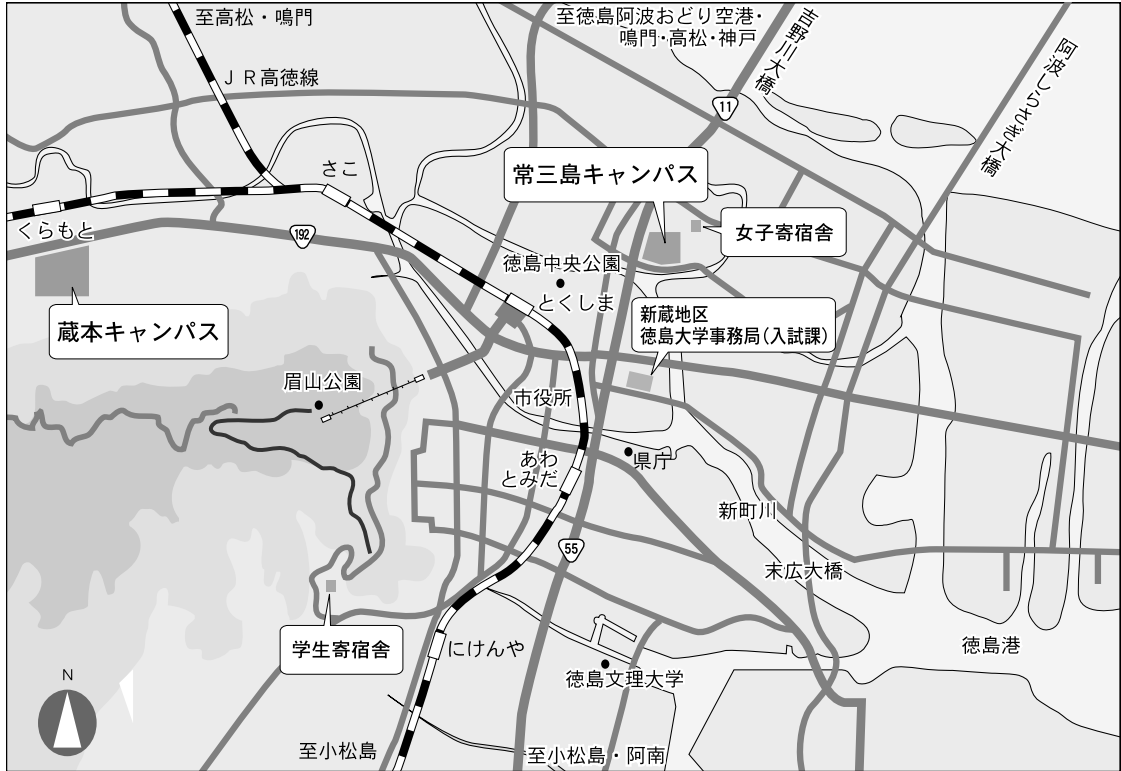 至高松・鳴門
至徳島阿波おどり空港・
鳴門・高松・神戸
吉野川大橋
阿波しらさぎ大橋
JR高徳線
11
さこ
常三島キャンパス
くらもと
192
女子寄宿舎
徳島中央公園
とくしま
新蔵地区
徳島大学事務局(入試課)
蔵本キャンパス
眉山公園
市役所
あわ
とみだ
県庁
新町川
55
末広大橋
学生寄宿舎
にけんや
徳島港
徳島文理大学
N
至小松島
至小松島・阿南